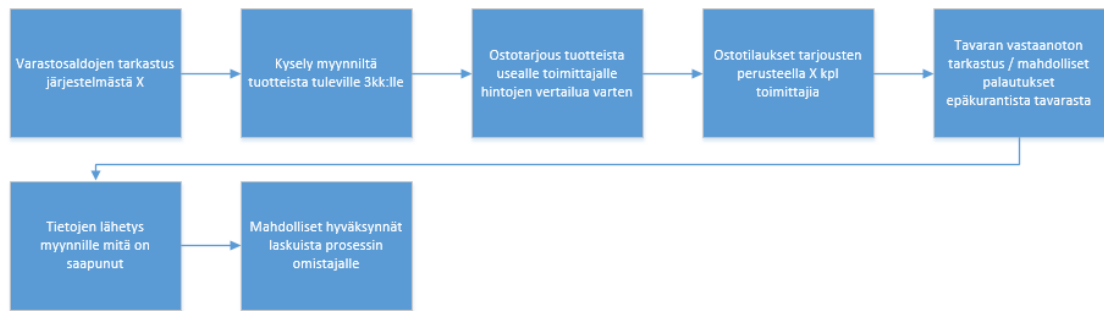 Varastosaldojen tarkastus
järjestelmästä X
Kysely myynniltä
tuotteista tuleville 3kk:lle
Ostotarjous tuotteista
usealle toimittajalle
hintojen vertailua varten
Ostotilaukset tarjousten
perusteella X kpl
toimittajia
Tavaran vastaanoton
tarkastus / mahdolliset
palautukset
epäkurantista tavarasta
Tietojen lähetys
myynnille mitä on
saapunut
Mahdolliset hyväksynnät
laskuista prosessin
omistajalle